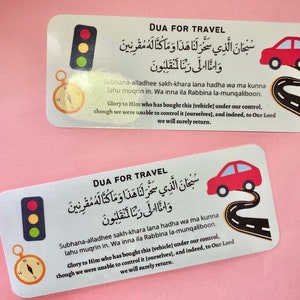 DUA FOR TRAVEL
سُبْحَانَ الَّذِي سَخَّرَ لَنَا هَذَا وَمَا كُنَّا لَهُ مُقْرِنِينَ
وَإِنَّا إِلَى رَبِّنَا لَمُنْقَلِبُونَ
Subhana-alladhee sakh-khara lana hadha wa ma kunna
lahu muqrin in. Wa inna ila Rabbina la-munqaliboon.
Glory to Him who has bought this [vehicle] under our control,
though we were unable to control it [ourselves], and indeed, to Our Lord
we will surely return.
DUA FOR TRAVEL
سُبْحَانَ الَّذِي سَخَّرَ لَنَا هَذَا وَمَا كُنَّا لَهُ مُقْرِنِينَ
وَإِنَّا إِلَى رَبِّنَا لَمُنْقَلِبُونَ
Subhana-alladhee sakh-khara lana hadha wa ma kunna
lahu muqrin in. Wa inna ila Rabbina la-munqaliboon.
Glory to Him who has bought this [vehicle] under our control,
though we were unable to control it [ourselves], and indeed, to Our Lord
we will surely return.